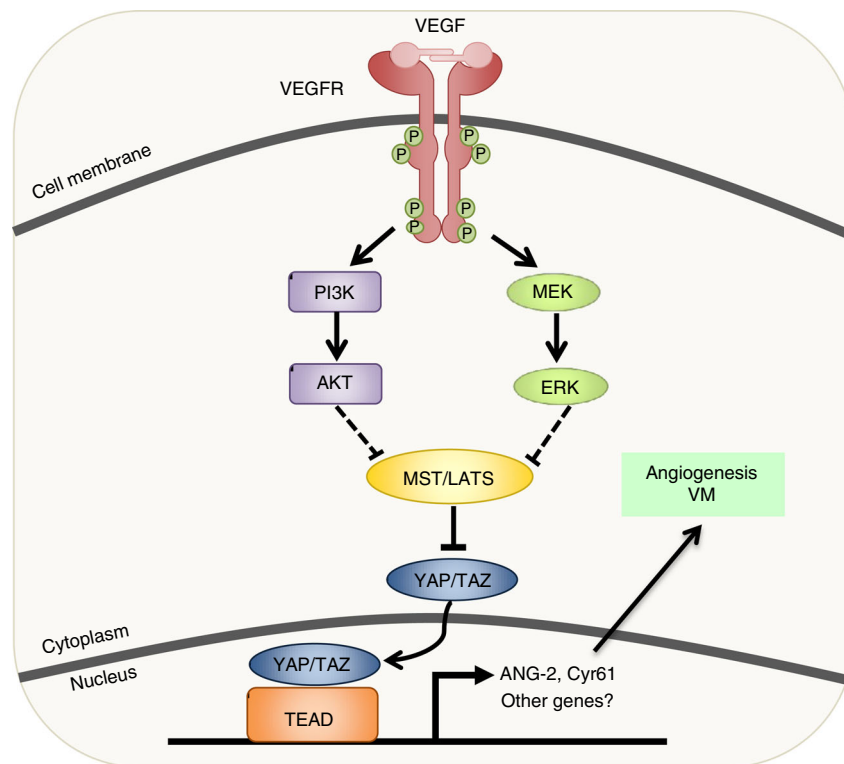 VEGF
VEGFR
P P
P P
P P
P P
Cell membrane
PI3K
MEK
AKT
ERK
MST/LATS
Angiogenesis
VM
YAP/TAZ
Cytoplasm
Nucleus
YAP/TAZ
ANG-2, Cyr61
Other genes?
TEAD